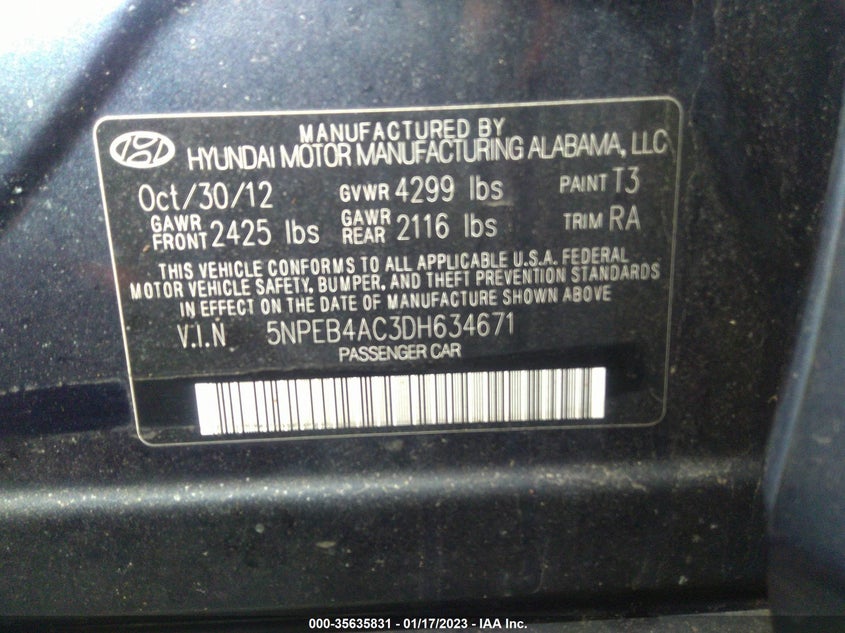 MANUFACTURED BY
HYUNDAI MOTOR MANUFACTURING ALABAMA, LLC
Oct/30/12 GVWR 4299 lbs PAINT T3
GAWR FRONT 2425 lbs GAWR REAR 2116 lbs TRIM RA
THIS VEHICLE CONFORMS TO ALL APPLICABLE U.S.A. FEDERAL
MOTOR VEHICLE SAFETY, BUMPER, AND THEFT PREVENTION STANDARDS
IN EFFECT ON THE DATE OF MANUFACTURE SHOWN ABOVE
V.I.N 5NPEB4AC3DH634671
PASSENGER CAR
000-35635831 - 01/17/2023 - IAA Inc.